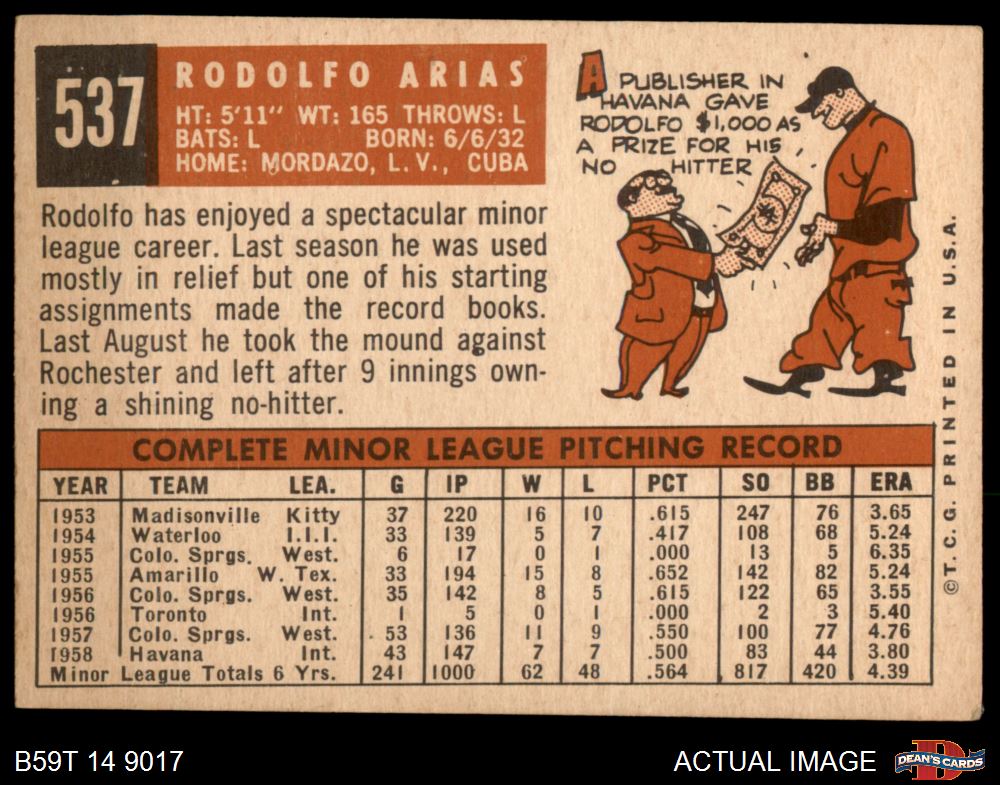 537
RODOLFO ARIAS
HT: 5'11" WT: 165 THROWS: L
BATS: L BORN: 6/6/32
HOME: MORDAZO, L. V., CUBA
A PUBLISHER IN
HAVANA GAVE
RODOLFO $1,000 AS
A PRIZE FOR HIS
NO HITTER
Rodolfo has enjoyed a spectacular minor
league career. Last season he was used
mostly in relief but one of his starting
assignments made the record books.
Last August he took the mound against
Rochester and left after 9 innings own-
ing a shining no-hitter.
COMPLETE MINOR LEAGUE PITCHING RECORD
YEAR TEAM LEA. G IP W L PCT SO BB ERA
1953 Madisonville Kitty 37 220 16 10 .615 247 76 3.65
1954 Waterloo I.I.I. 33 139 5 7 .417 108 68 5.24
1955 Colo. Sprgs. West. 6 17 0 1 .000 13 5 6.35
1955 Amarillo W. Tex. 33 194 15 8 .652 142 82 5.24
1956 Colo. Sprgs. West. 35 142 8 5 .615 122 65 3.55
1956 Toronto Int. 1 5 0 1 .000 2 3 5.40
1957 Colo. Sprgs. West. 53 136 11 9 .550 100 77 4.76
1958 Havana Int. 43 147 7 7 .500 83 44 3.80
Minor League Totals 6 Yrs. 241 1000 62 48 .564 817 420 4.39
©T. C. G. PRINTED IN U.S.A.
B59T 14 9017
ACTUAL IMAGE
DEAN'S CARDS